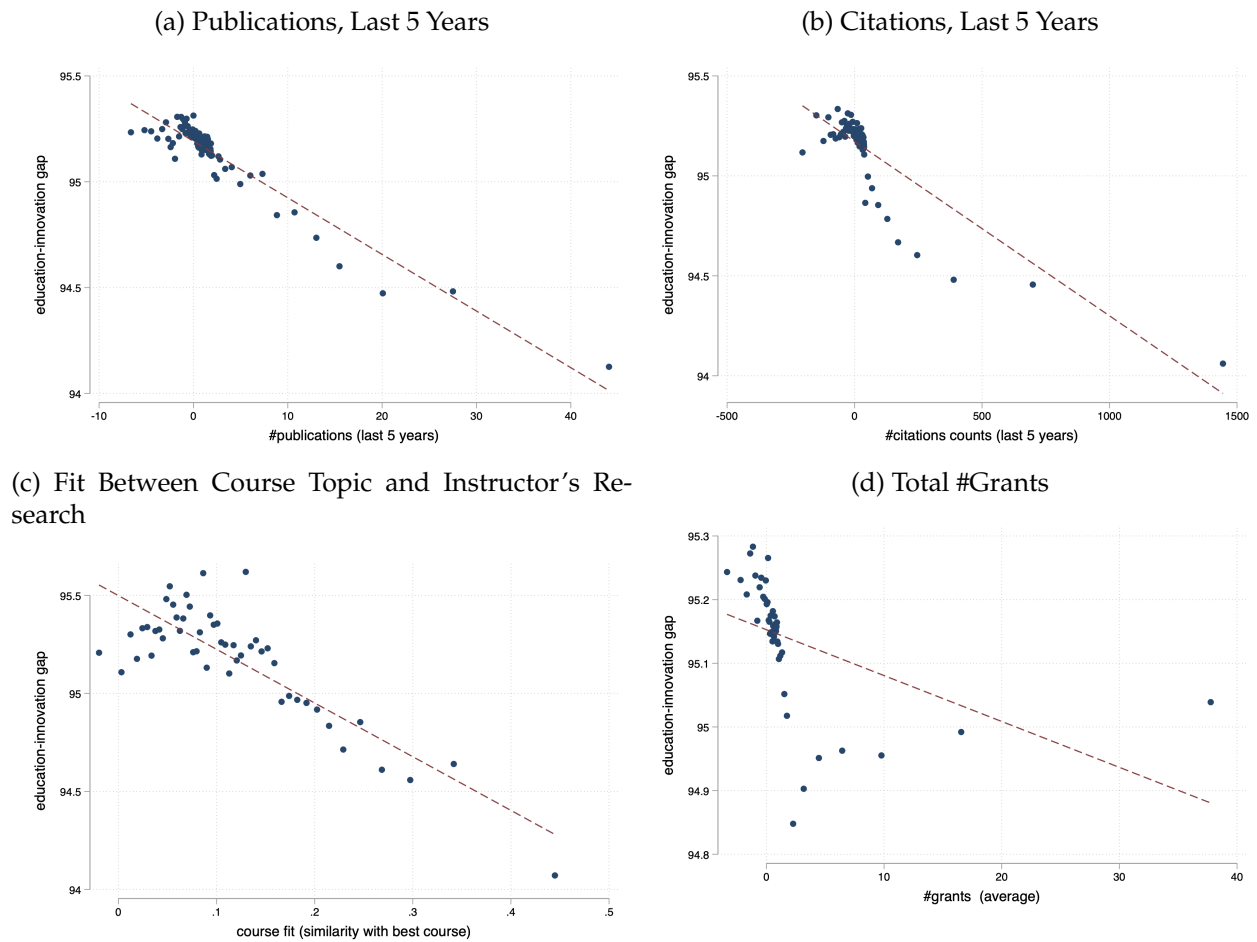 (a) Publications, Last 5 Years
95.5
95
94.5
94
education-innovation gap
-10 0 10 20 30 40
#publications (last 5 years)
(b) Citations, Last 5 Years
95.5
95
94.5
94
education-innovation gap
-500 0 500 1000 1500
#citations counts (last 5 years)
(c) Fit Between Course Topic and Instructor's Re-
search
95.5
95
94.5
94
education-innovation gap
0 .1 .2 .3 .4 .5
course fit (similarity with best course)
(d) Total #Grants
95.3
95.2
95.1
95
94.9
94.8
education-innovation gap
0 10 20 30 40
#grants (average)